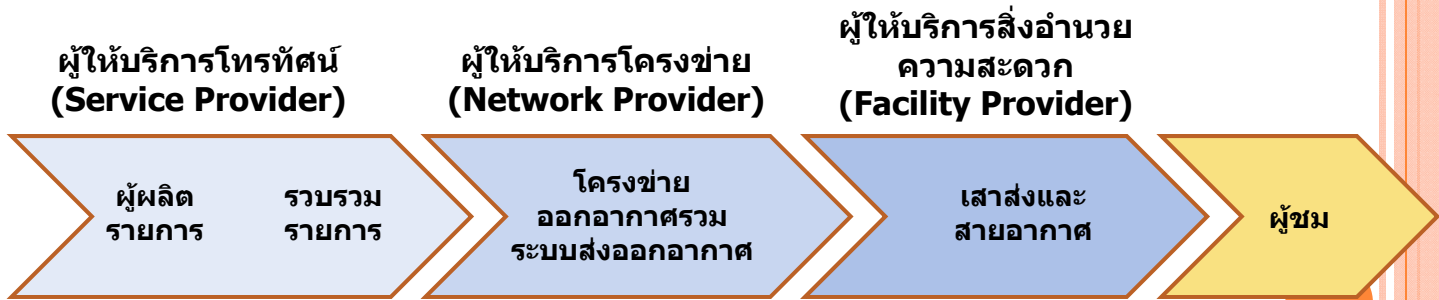 ผู้ให้บริการโทรทัศน์
(Service Provider)
ผู้ให้บริการโครงข่าย
(Network Provider)
ผู้ให้บริการสิ่งอำนวย
ความสะดวก
(Facility Provider)
ผู้ผลิต
รายการ
รวบรวม
รายการ
โครงข่าย
ออกอากาศรวม
ระบบส่งออกอากาศ
เสาส่งและ
สายอากาศ
ผู้ชม